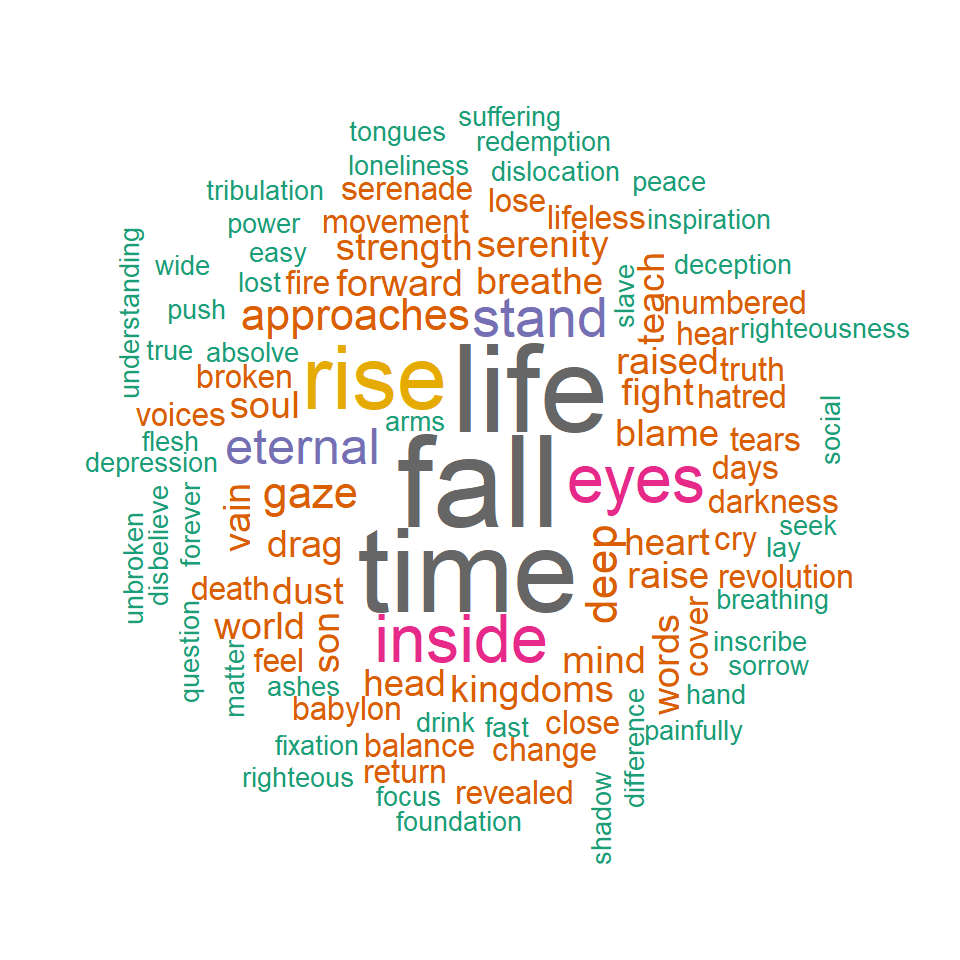 suffering
tongues
redemption
loneliness
dislocation
peace
tribulation
serenade
lose
power
movement
lifeless
inspiration
understanding
easy
strength
serenity
wide
lost
fire
forward
breathe
slave
teach
deception
push
approaches
stand
numbered
true
absolve
rise
life
hear
righteousness
broken
raised
truth
voices
soul
arms
fight
hatred
flesh
eternal
fall
blame
tears
social
depression
eyes
days
gaze
darkness
unbroken
disbelieve
forever
vain
drag
time
deep
heart
cry
seek
lay
death
dust
raise
revolution
question
world
son
inside
words
cover
breathing
matter
feel
mind
inscribe
ashes
head
kingdoms
sorrow
babylon
drink
fast
close
difference
hand
fixation
balance
change
painfully
righteous
return
focus
revealed
shadow
foundation